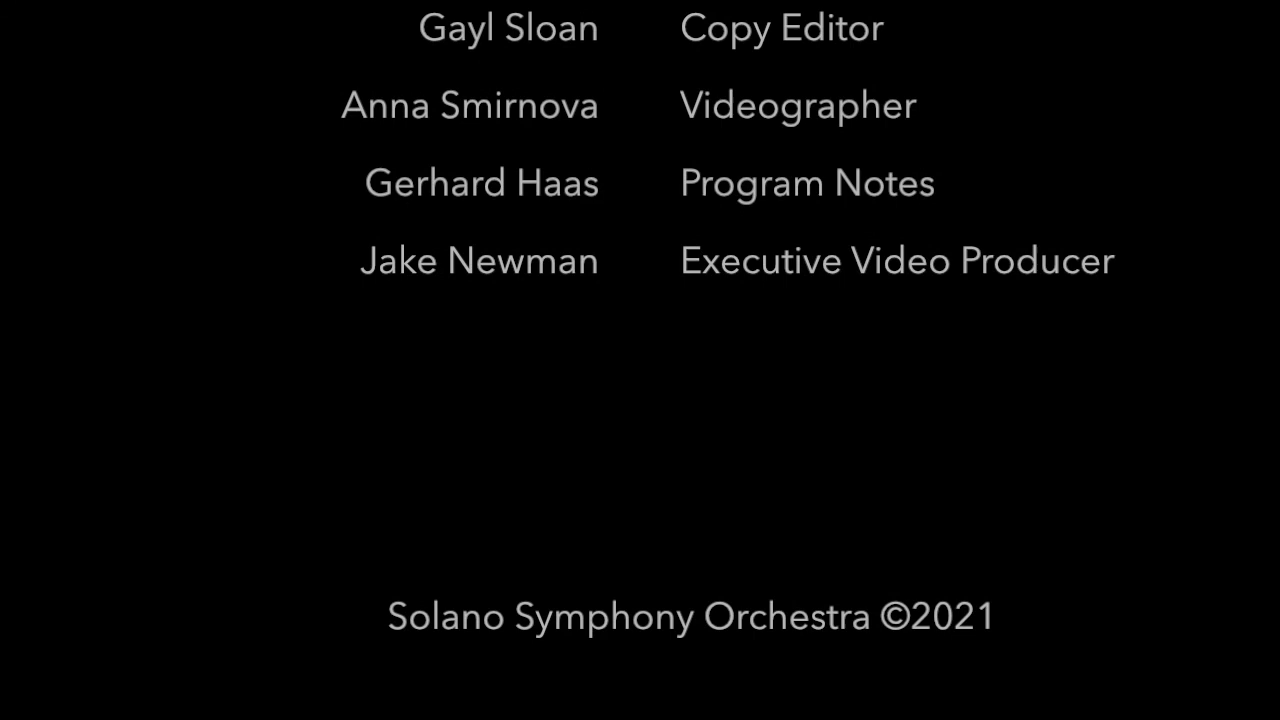 Gayl Sloan Copy Editor
Anna Smirnova Videographer
Gerhard Haas Program Notes
Jake Newman Executive Video Producer
Solano Symphony Orchestra ©2021